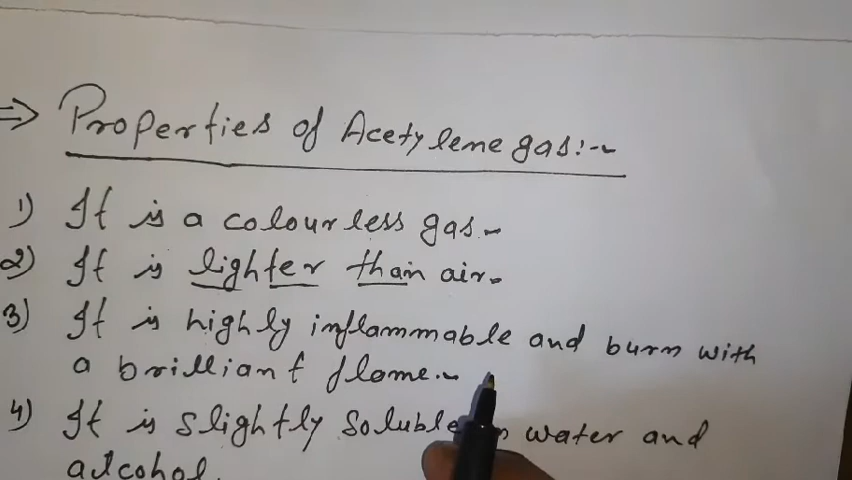 ⇒ Properties of Acetylene gas:-
1) It is a colourless gas.
2) It is lighter than air.
3) It is highly inflammable and burn with
a brilliant flame.
4) It is slightly soluble in water and
alcohol.